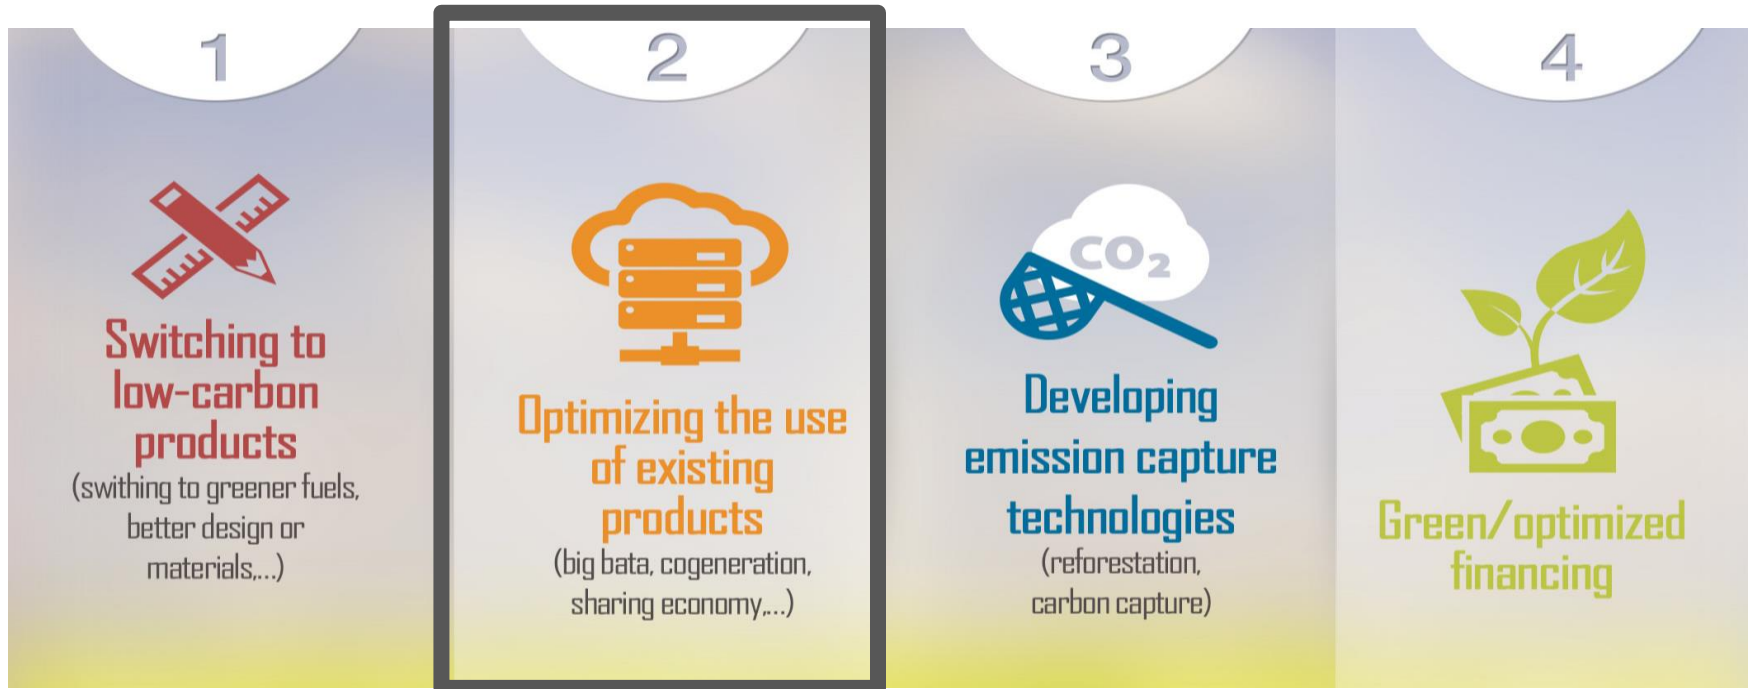 1
Switching to
low-carbon
products
(swithing to greener fuels,
better design or
materials,...)
2
Optimizing the use
of existing
products
(big bata, cogeneration,
sharing economy,...)
3
CO₂
Developing
emission capture
technologies
(reforestation,
carbon capture)
4
Green/optimized
financing